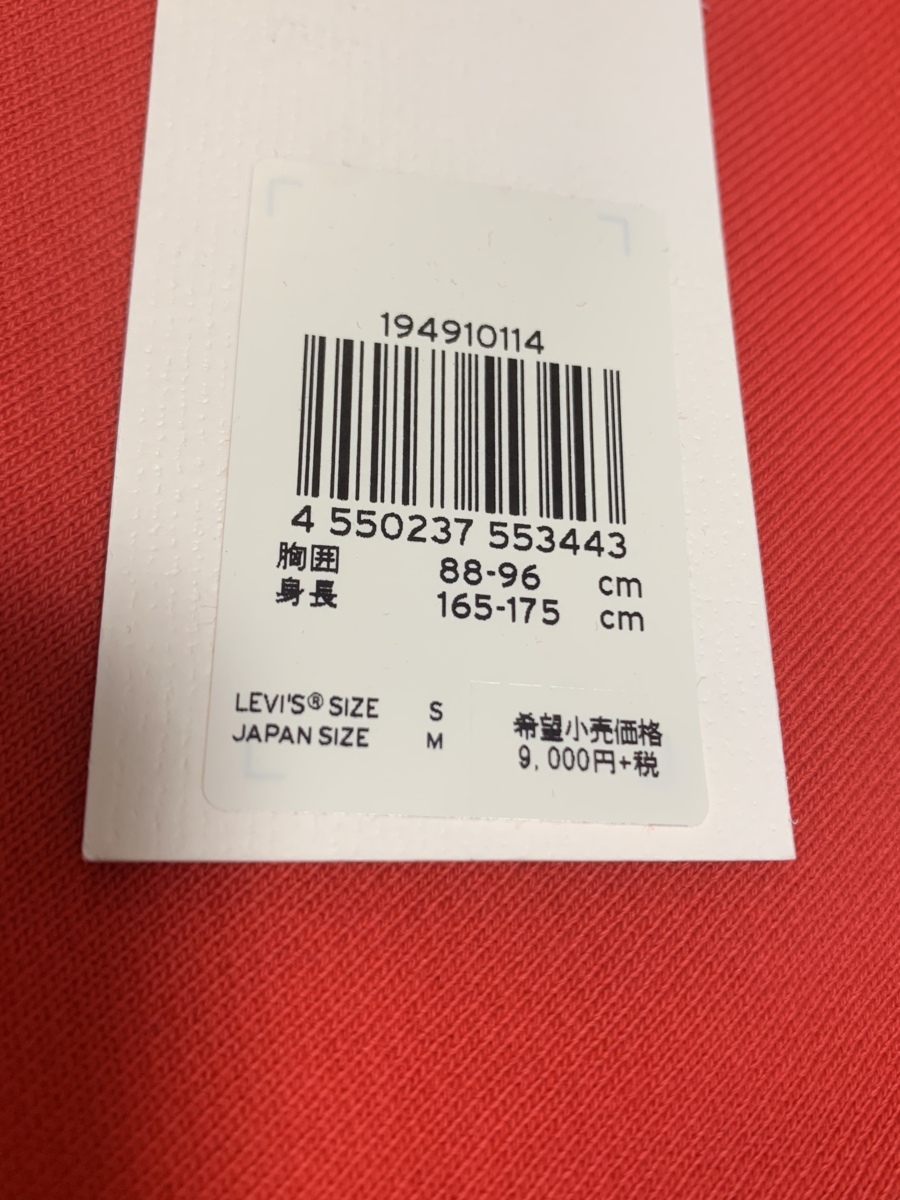 194910114
4 550237 553443
胸囲 88-96 cm
身長 165-175 cm
LEVI'S® SIZE S
JAPAN SIZE M
希望小売価格
9,000円+税